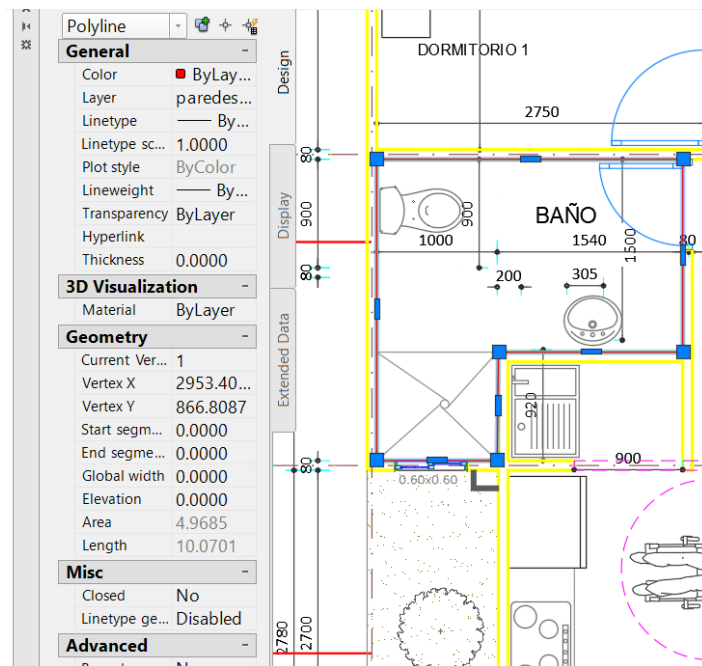 Polyline
General
Color ByLay...
Layer paredes...
Linetype By...
Linetype sc... 1.0000
Plot style ByColor
Lineweight By...
Transparency ByLayer
Hyperlink
Thickness 0.0000
3D Visualization
Material ByLayer
Geometry
Current Ver... 1
Vertex X 2953.40...
Vertex Y 866.8087
Start segm... 0.0000
End segme... 0.0000
Global width 0.0000
Elevation 0.0000
Area 4.9685
Length 10.0701
Misc
Closed No
Linetype ge... Disabled
Advanced
Design
Display
Extended Data
DORMITORIO 1
2750
80
900
80
900
BAÑO
1000
1540
80
1500
200
305
920
80
900
0.60x0.60
2780
2700